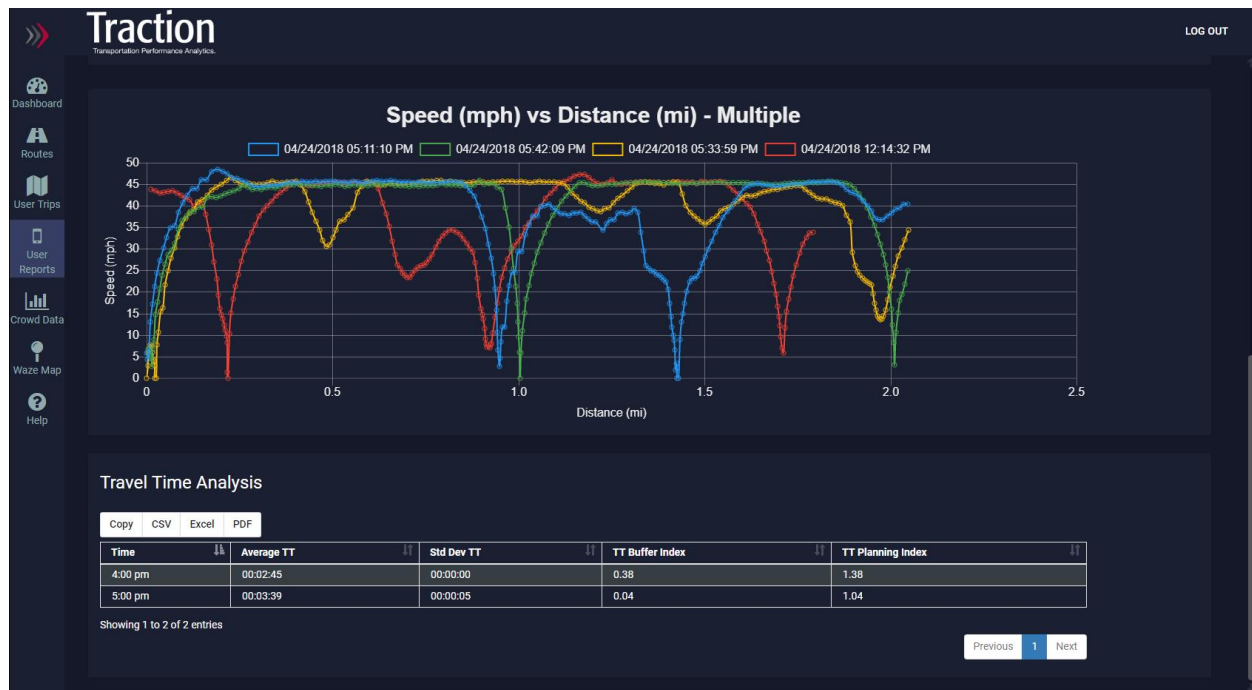 Traction
Transportation Performance Analytics.
LOG OUT
Dashboard
Routes
User Trips
User
Reports
Crowd Data
Waze Map
Help
Speed (mph) vs Distance (mi) - Multiple
04/24/2018 05:11:10 PM 04/24/2018 05:42:09 PM 04/24/2018 05:33:59 PM 04/24/2018 12:14:32 PM
Speed (mph)
50
45
40
35
30
25
20
15
10
5
0
0 0.5 1.0 1.5 2.0 2.5
Distance (mi)
Travel Time Analysis
Copy CSV Excel PDF
Time Average TT Std Dev TT TT Buffer Index TT Planning Index
4:00 pm 00:02:45 00:00:00 0.38 1.38
5:00 pm 00:03:39 00:00:05 0.04 1.04
Showing 1 to 2 of 2 entries
Previous 1 Next